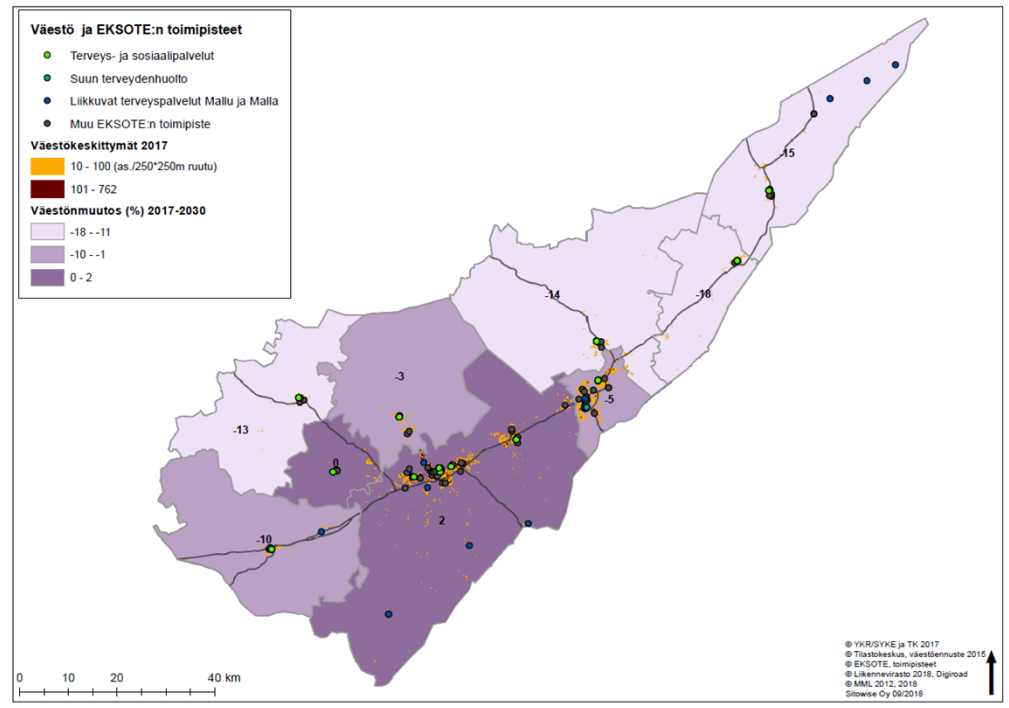 Väestö ja EKSOTE:n toimipisteet
Terveys- ja sosiaalipalvelut
Suun terveydenhuolto
Liikkuvat terveyspalvelut Mallu ja Malla
Muu EKSOTE:n toimipiste
Väestökeskittymät 2017
10 - 100 (as./250*250m ruutu)
101 - 762
Väestönmuutos (%) 2017-2030
-18 - -11
-10 - -1
0 - 2
-15
-18
-14
-3
-5
-13
0
2
-10
0 10 20 40 km
© YKR/SYKE ja TK 2017
© Tilastokeskus, väestöennuste 2015
© EKSOTE, toimipisteet
© Liikennevirasto 2018, Digiroad
© MML 2012, 2018
Sitowise Oy 09/2018